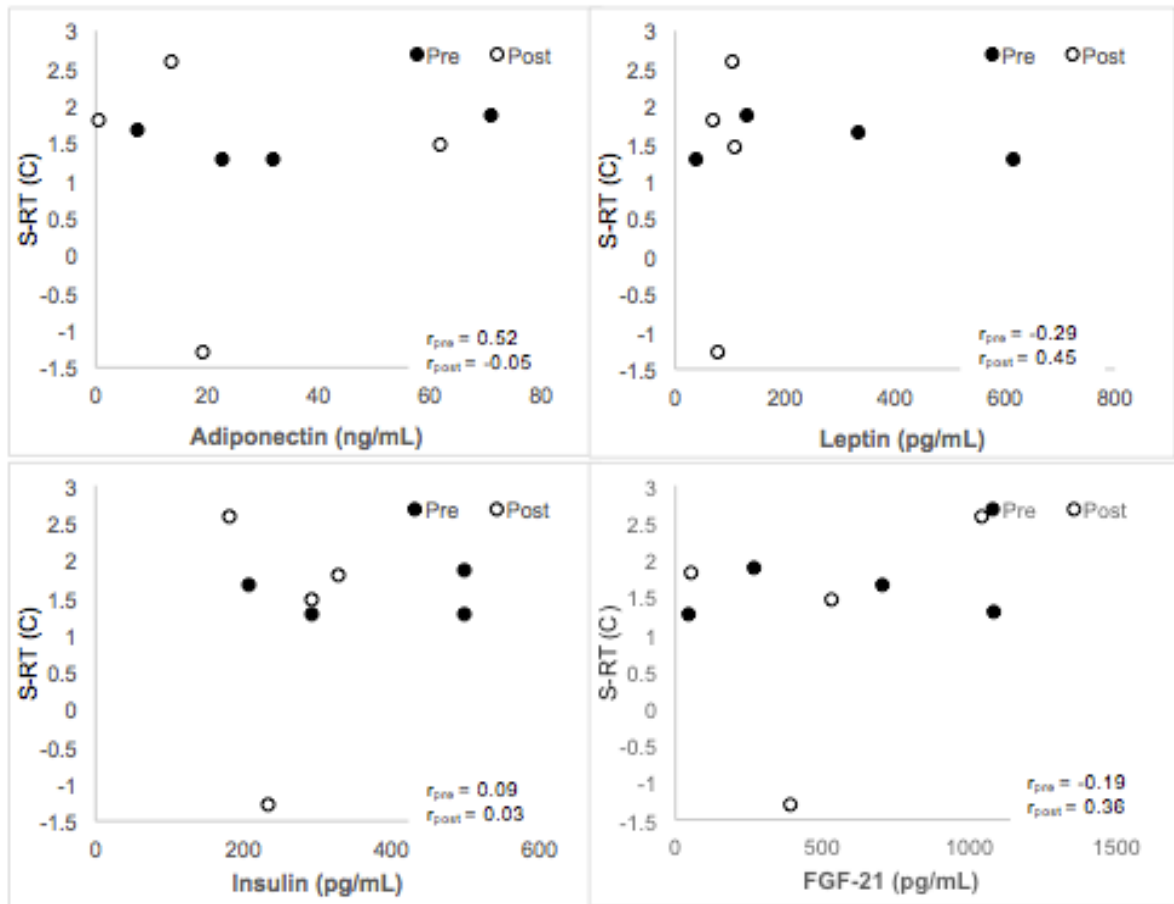 3
2.5
2
1.5
1
0.5
0
-0.5
-1
-1.5
S-RT (C)
Pre Post
rpre = 0.52
rpost = -0.05
0 20 40 60 80
Adiponectin (ng/mL)
3
2.5
2
1.5
1
0.5
0
-0.5
-1
-1.5
S-RT (C)
Pre Post
rpre = -0.29
rpost = 0.45
0 200 400 600 800
Leptin (pg/mL)
3
2.5
2
1.5
1
0.5
0
-0.5
-1
-1.5
S-RT (C)
Pre Post
rpre = 0.09
rpost = 0.03
0 200 400 600
Insulin (pg/mL)
3
2.5
2
1.5
1
0.5
0
-0.5
-1
-1.5
S-RT (C)
Pre Post
rpre = -0.19
rpost = 0.36
0 500 1000 1500
FGF-21 (pg/mL)